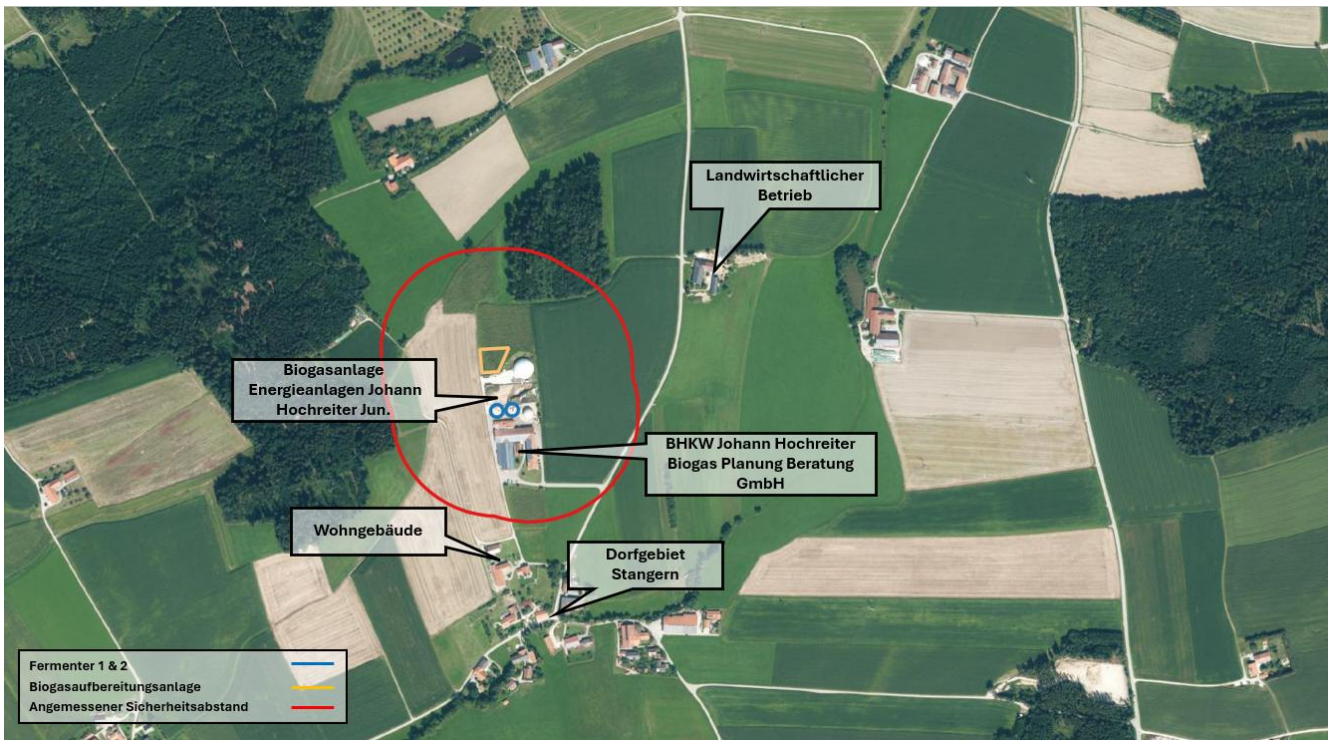 Landwirtschaftlicher
Betrieb
Biogasanlage
Energieanlagen Johann
Hochreiter Jun.
BHKW Johann Hochreiter
Biogas Planung Beratung
GmbH
Wohngebäude
Dorfgebiet
Stangern
Fermenter 1 & 2
Biogasaufbereitungsanlage
Angemessener Sicherheitsabstand